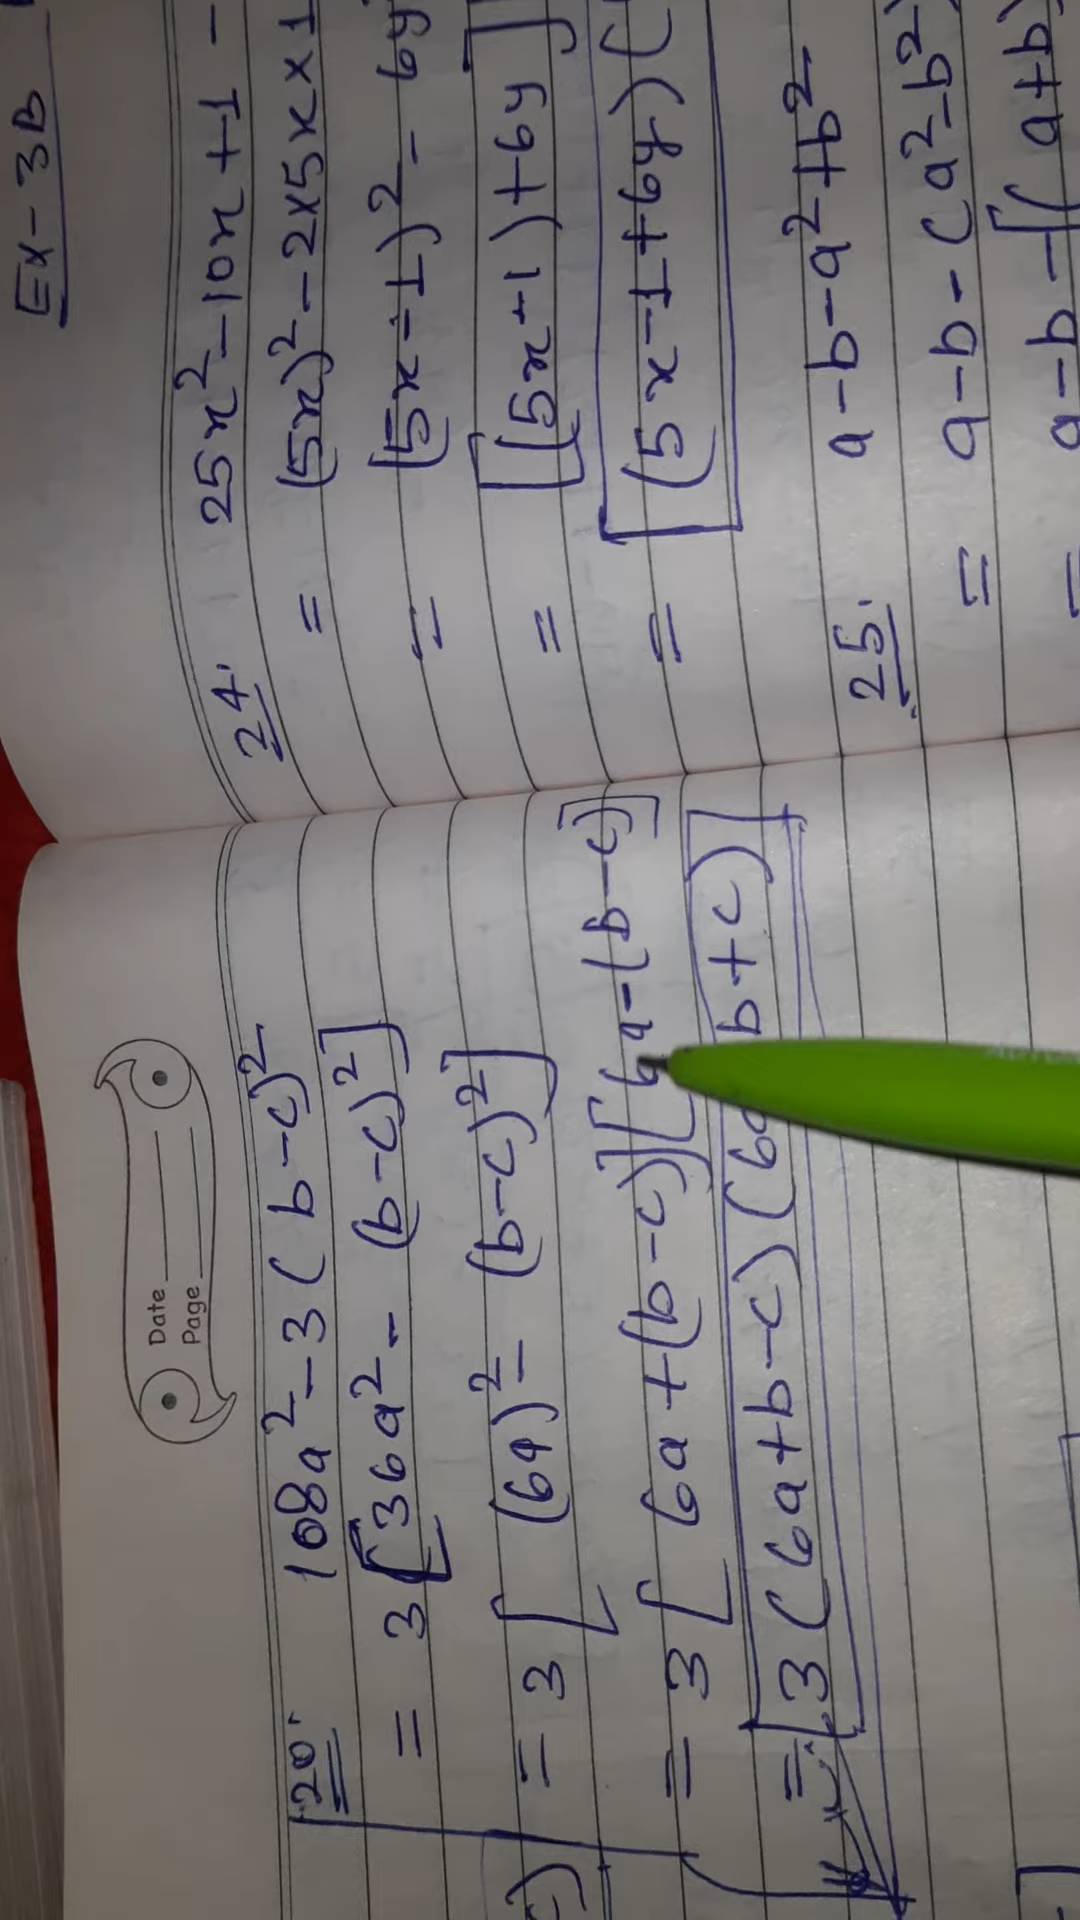 Date
Page
20. 108a² - 3(b-c)²
= 3[36a² - (b-c)²]
= 3[(6a)² - (b-c)²]
= 3[6a+(b-c)][6a-(b-c)]
= 3(6a+b-c)(6a b+c)
Ex-3B
24. 25x² - 10x + 1 -
= (5x)² - 2×5x×1
= (5x-1)² - 6y
= [(5x-1)+6y]
= (5x-1+6y)(
25. a-b-a²+b²
= a-b-(a²-b²)
= a-b-[(a+b)